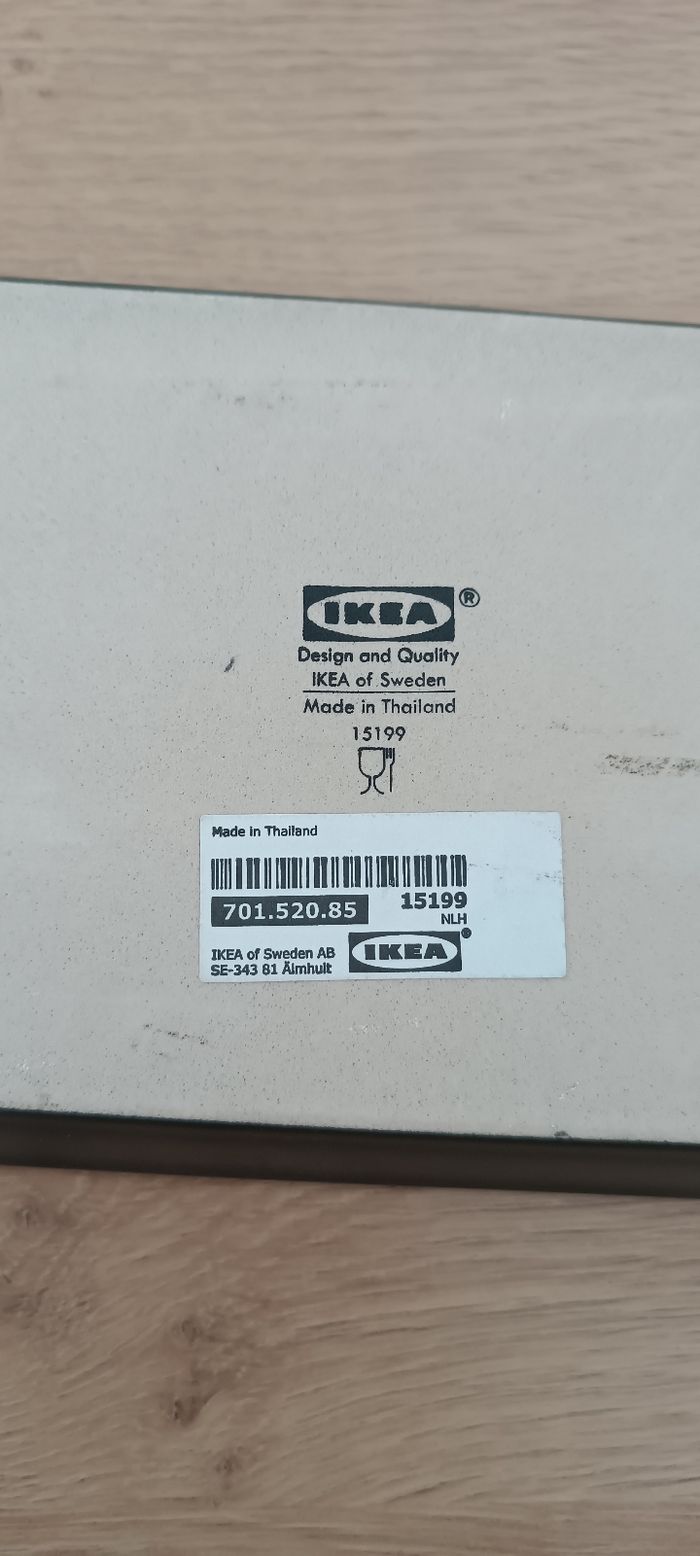 IKEA®
Design and Quality
IKEA of Sweden
Made in Thailand
15199
Made in Thailand
701.520.85 15199
NLH
IKEA of Sweden AB
SE-343 81 Älmhult
IKEA®